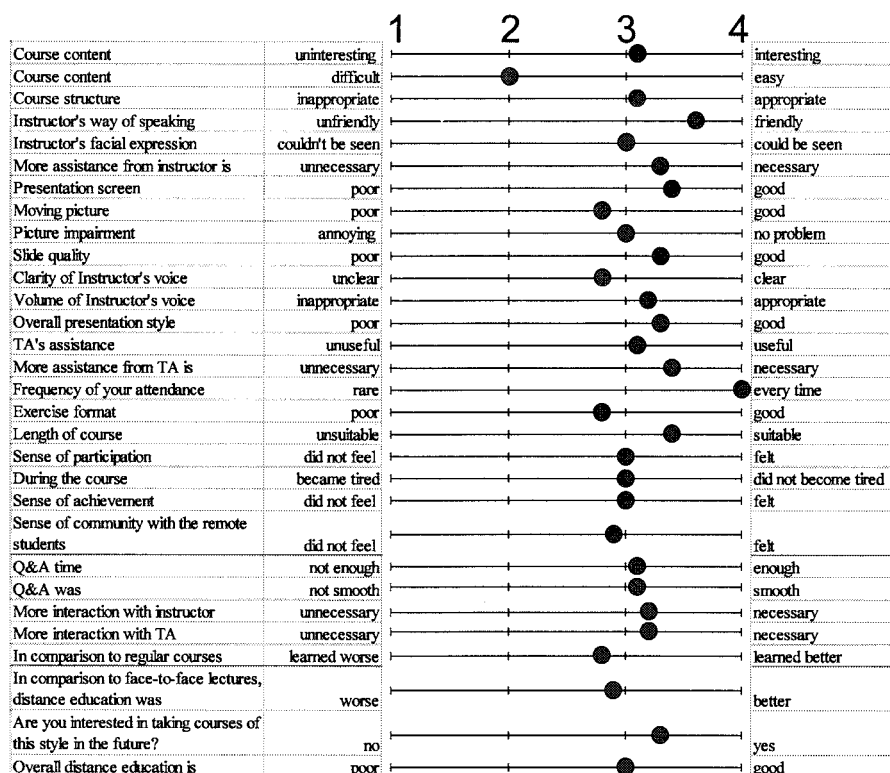 1 2 3 4
Course content uninteresting interesting
Course content difficult easy
Course structure inappropriate appropriate
Instructor's way of speaking unfriendly friendly
Instructor's facial expression couldn't be seen could be seen
More assistance from instructor is unnecessary necessary
Presentation screen poor good
Moving picture poor good
Picture impairment annoying no problem
Slide quality poor good
Clarity of Instructor's voice unclear clear
Volume of Instructor's voice inappropriate appropriate
Overall presentation style poor good
TA's assistance unuseful useful
More assistance from TA is unnecessary necessary
Frequency of your attendance rare every time
Exercise format poor good
Length of course unsuitable suitable
Sense of participation did not feel felt
During the course became tired did not become tired
Sense of achievement did not feel felt
Sense of community with the remote
students did not feel felt
Q&A time not enough enough
Q&A was not smooth smooth
More interaction with instructor unnecessary necessary
More interaction with TA unnecessary necessary
In comparison to regular courses learned worse learned better
In comparison to face-to-face lectures,
distance education was worse better
Are you interested in taking courses of
this style in the future? no yes
Overall distance education is poor good